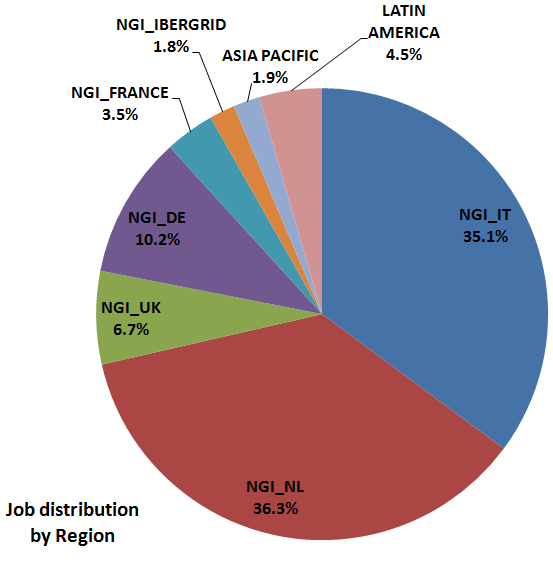 NGI_IBERGRID
1.8%
LATIN
AMERICA
4.5%
ASIA PACIFIC
1.9%
NGI_FRANCE
3.5%
NGI_DE
10.2%
NGI_IT
35.1%
NGI_UK
6.7%
NGI_NL
36.3%
Job distribution
by Region